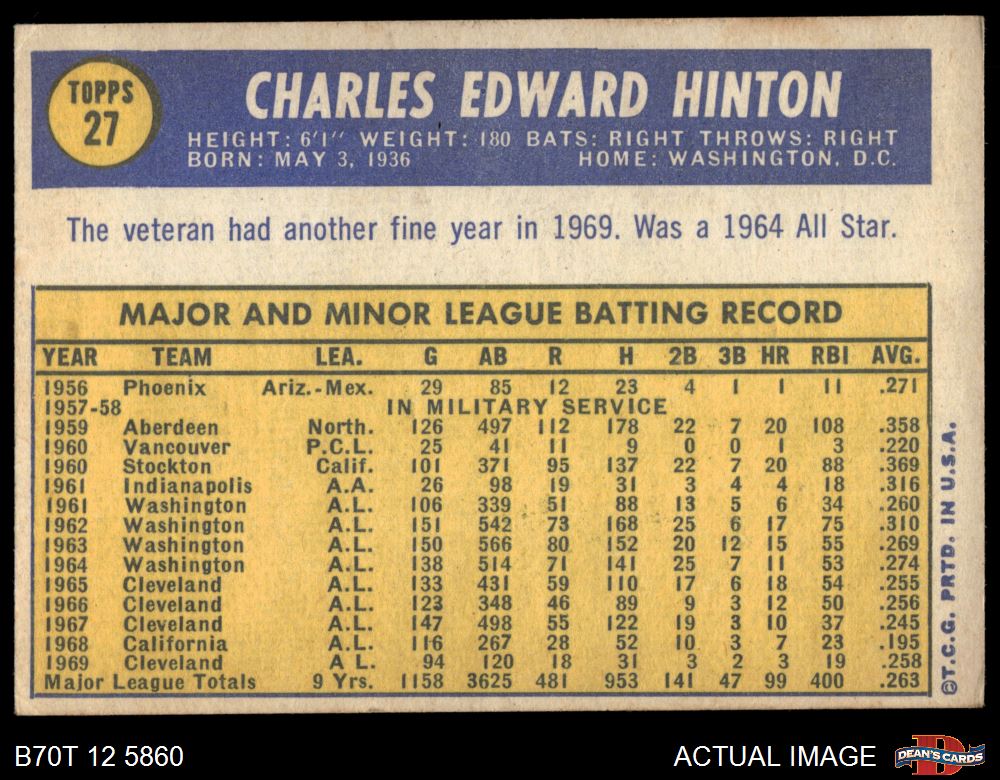 TOPPS
27
CHARLES EDWARD HINTON
HEIGHT: 6'1" WEIGHT: 180 BATS: RIGHT THROWS: RIGHT
BORN: MAY 3, 1936 HOME: WASHINGTON, D.C.
The veteran had another fine year in 1969. Was a 1964 All Star.
MAJOR AND MINOR LEAGUE BATTING RECORD
YEAR TEAM LEA. G AB R H 2B 3B HR RBI AVG.
1956 Phoenix Ariz.-Mex. 29 85 12 23 4 1 1 11 .271
1957-58 IN MILITARY SERVICE
1959 Aberdeen North. 126 497 112 178 22 7 20 108 .358
1960 Vancouver P.C.L. 25 41 11 9 0 0 1 3 .220
1960 Stockton Calif. 101 371 95 137 22 7 20 88 .369
1961 Indianapolis A.A. 26 98 19 31 3 4 4 18 .316
1961 Washington A.L. 106 339 51 88 13 5 6 34 .260
1962 Washington A.L. 151 542 73 168 25 6 17 75 .310
1963 Washington A.L. 150 566 80 152 20 12 15 55 .269
1964 Washington A.L. 138 514 71 141 25 7 11 53 .274
1965 Cleveland A.L. 133 431 59 110 17 6 18 54 .255
1966 Cleveland A.L. 123 348 46 89 9 3 12 50 .256
1967 Cleveland A.L. 147 498 55 122 19 3 10 37 .245
1968 California A.L. 116 267 28 52 10 3 7 23 .195
1969 Cleveland A L. 94 120 18 31 3 2 3 19 .258
Major League Totals 9 Yrs. 1158 3625 481 953 141 47 99 400 .263
©T.C.G. PRTD. IN U.S.A.
B70T 12 5860 ACTUAL IMAGE
DEAN'S CARDS